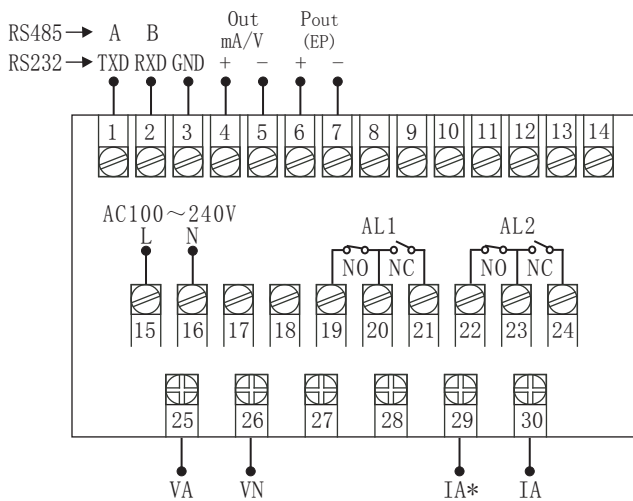 Out Pout
RS485 A B mA/V (EP)
RS232 TXD RXD GND + − + −
1 2 3 4 5 6 7 8 9 10 11 12 13 14
AC100～240V AL1 AL2
L N NO NC NO NC
15 16 17 18 19 20 21 22 23 24
25 26 27 28 29 30
VA VN IA* IA